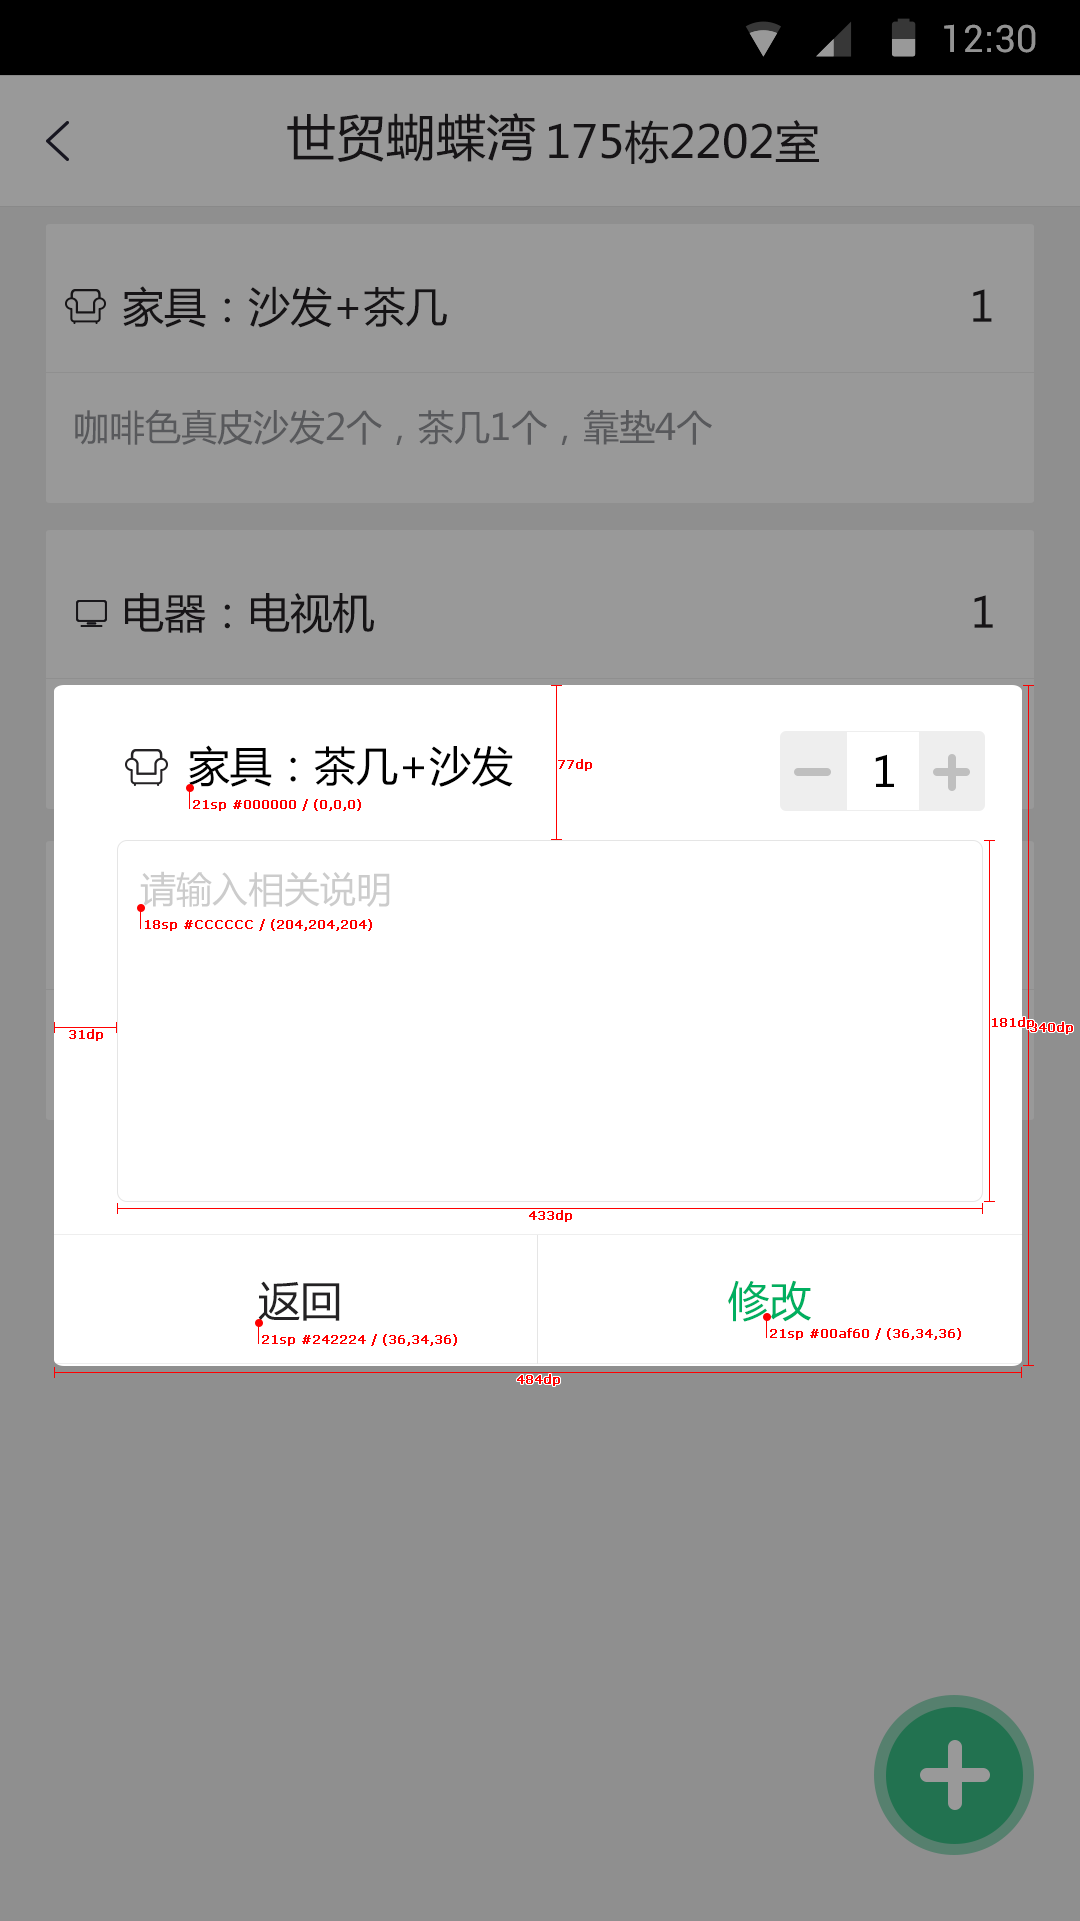 12:30
世贸蝴蝶湾 175栋2202室
家具：沙发+茶几 1
咖啡色真皮沙发2个，茶几1个，靠垫4个
电器：电视机 1
家具：茶几+沙发 1
77dp
21sp #000000 / (0,0,0)
请输入相关说明
18sp #CCCCCC / (204,204,204)
31dp
181dp
340dp
433dp
返回 修改
21sp #242224 / (36,34,36)
21sp #00af60 / (36,34,36)
484dp